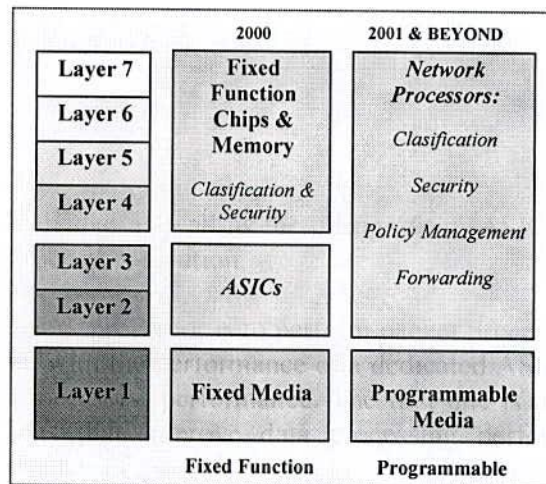 2000 2001 & BEYOND
Layer 7
Layer 6
Layer 5
Layer 4
Layer 3
Layer 2
Layer 1
Fixed
Function
Chips &
Memory
Clasification &
Security
ASICs
Fixed Media
Network
Processors:
Clasification
Security
Policy Management
Forwarding
Programmable
Media
Fixed Function Programmable